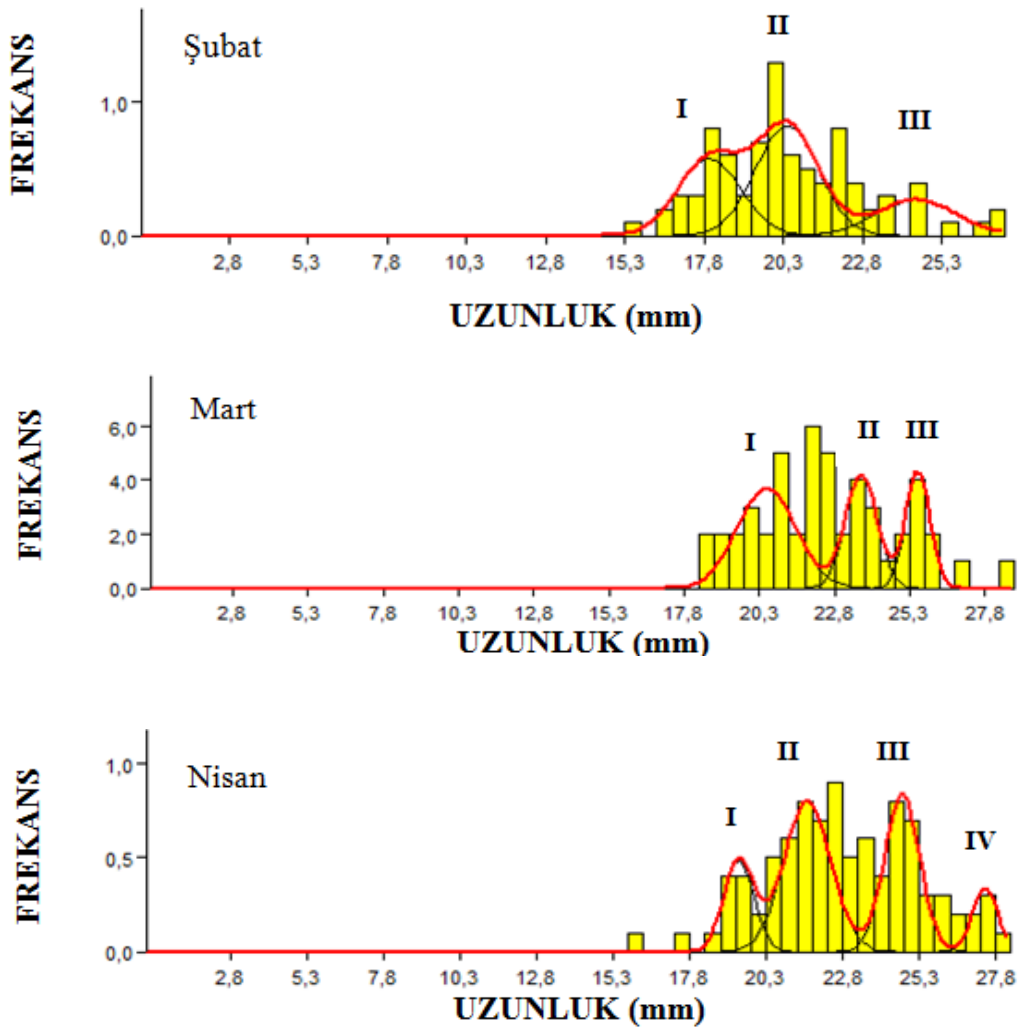 Şubat
FREKANS
I
II
III
1,0
0,0
2,8 5,3 7,8 10,3 12,8 15,3 17,8 20,3 22,8 25,3
UZUNLUK (mm)
Mart
FREKANS
I
II
III
6,0
4,0
2,0
0,0
2,8 5,3 7,8 10,3 12,8 15,3 17,8 20,3 22,8 25,3 27,8
UZUNLUK (mm)
Nisan
FREKANS
I
II
III
IV
1,0
0,5
0,0
2,8 5,3 7,8 10,3 12,8 15,3 17,8 20,3 22,8 25,3 27,8
UZUNLUK (mm)